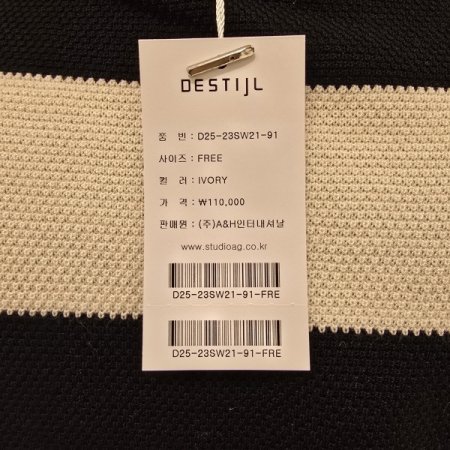 DESTIJL
품 번 : D25-23SW21-91
사이즈 : FREE
컬 러 : IVORY
가 격 : ₩110,000
판매원 : (주)A&H인터내셔날
www.studioag.co.kr
D25-23SW21-91-FRE
D25-23SW21-91-FRE